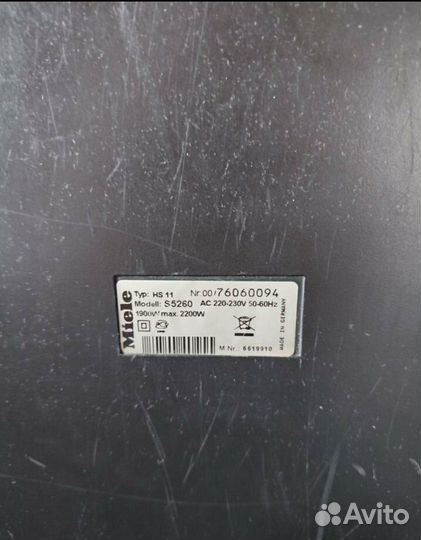 Miele
Typ: HS 11 Nr.00/76060094
Modell: S5260 AC 220-230V 50-60Hz
1900W max. 2200W
M.Nr.: 6619910
MADE IN GERMANY
Avito